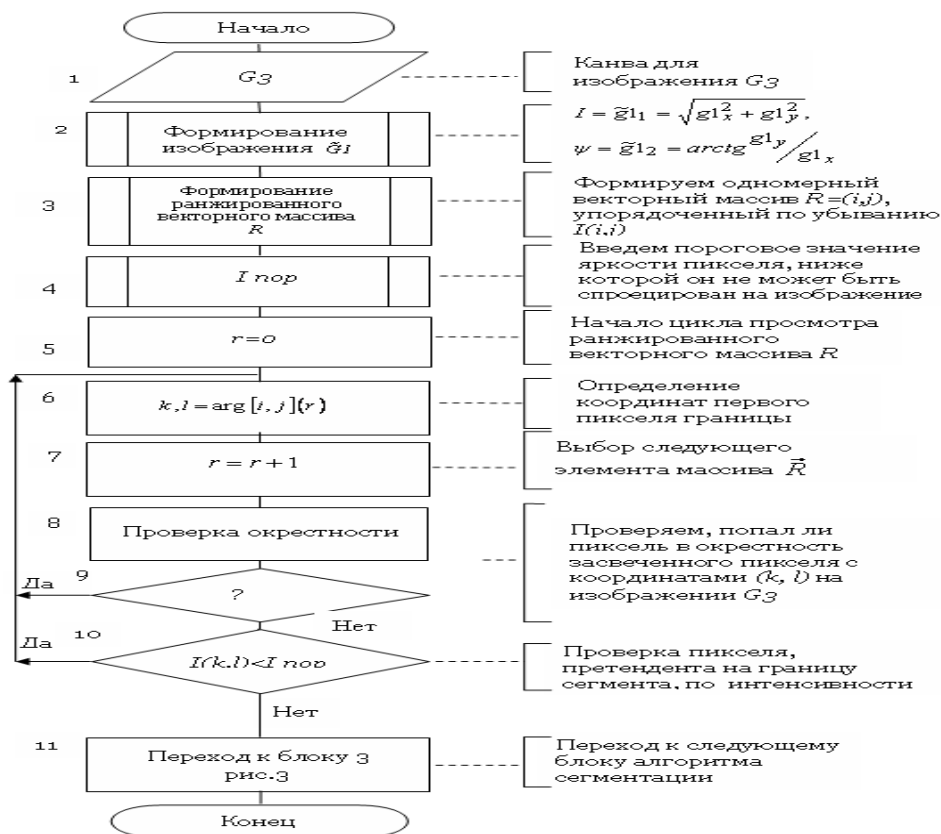 Начало
1
G3
Канва для
изображения G3
2
Формирование
изображения G̃1
I = g̃1₁ = √(g1²ₓ + g1²ᵧ),
ψ = g̃1₂ = arctg g1ᵧ/g1ₓ
3
Формирование
ранжированного
векторного массива
R
Формируем одномерный
векторный массив R=(i,j),
упорядоченный по убыванию
I(i,j)
4
I пор
Введем пороговое значение
яркости пикселя, ниже
которой он не может быть
спроецирован на изображение
5
r=0
Начало цикла просмотра
ранжированного
векторного массива R
6
k,l=arg[i,j](r)
Определение
координат первого
пикселя границы
7
r=r+1
Выбор следующего
элемента массива R⃗
8
Проверка окрестности
Проверяем, попал ли
пиксель в окрестность
засвеченного пикселя с
координатами (k, l) на
изображении G3
9
Да
?
Нет
10
Да
I(k,l)<I пор
Проверка пикселя,
претендента на границу
сегмента, по интенсивности
Нет
11
Переход к блоку 3
рис.3
Переход к следующему
блоку алгоритма
сегментации
Конец